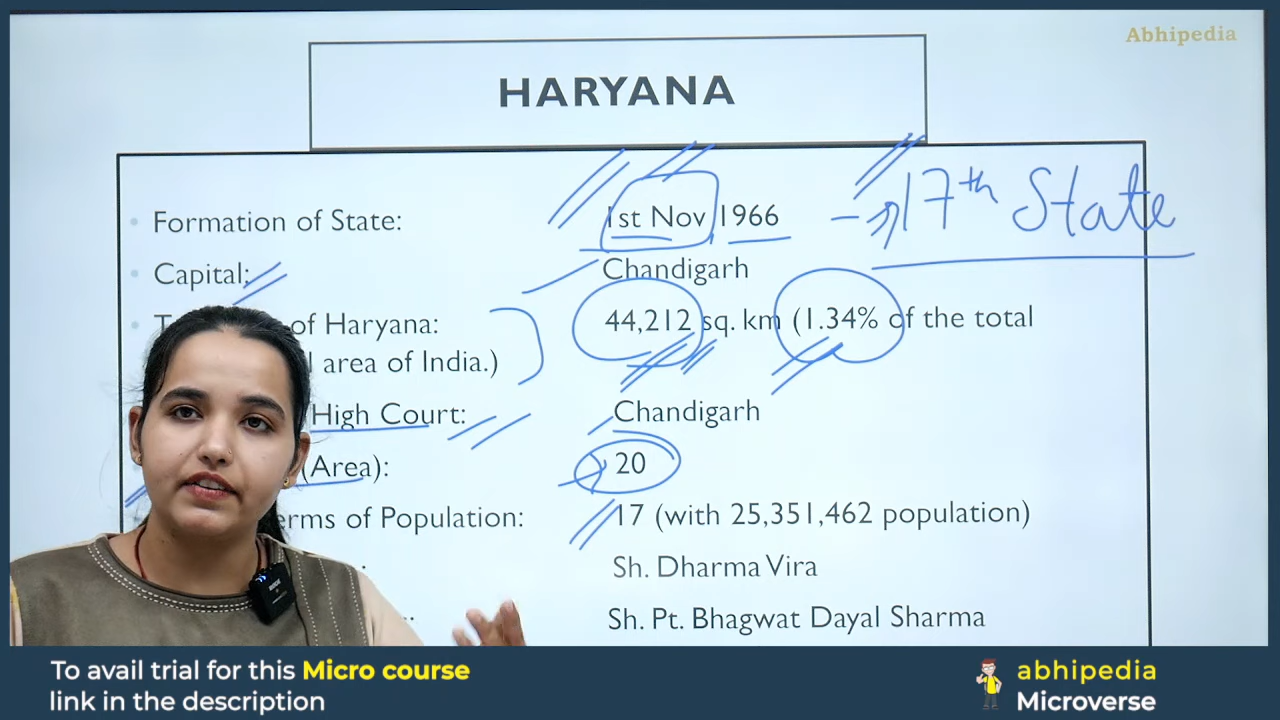 Abhipedia
HARYANA
Formation of State: 1st Nov 1966 → 17th State
Capital: Chandigarh
of Haryana: 44,212 sq. km (1.34% of the total
area of India.)
High Court: Chandigarh
(Area): 20
of Population: 17 (with 25,351,462 population)
Sh. Dharma Vira
Sh. Pt. Bhagwat Dayal Sharma
To avail trial for this Micro course
link in the description
abhipedia
Microverse